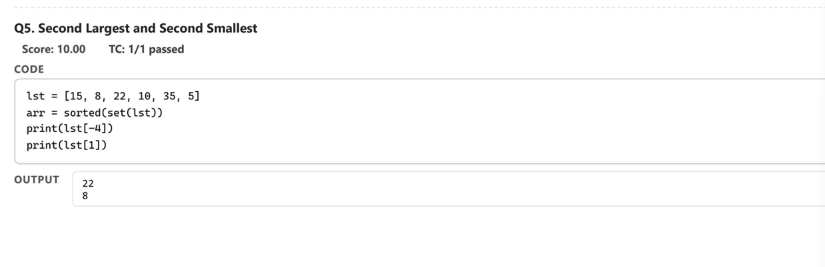 Q5. Second Largest and Second Smallest
Score: 10.00 TC: 1/1 passed
CODE
lst = [15, 8, 22, 10, 35, 5]
arr = sorted(set(lst))
print(lst[-4])
print(lst[1])
OUTPUT
22
8